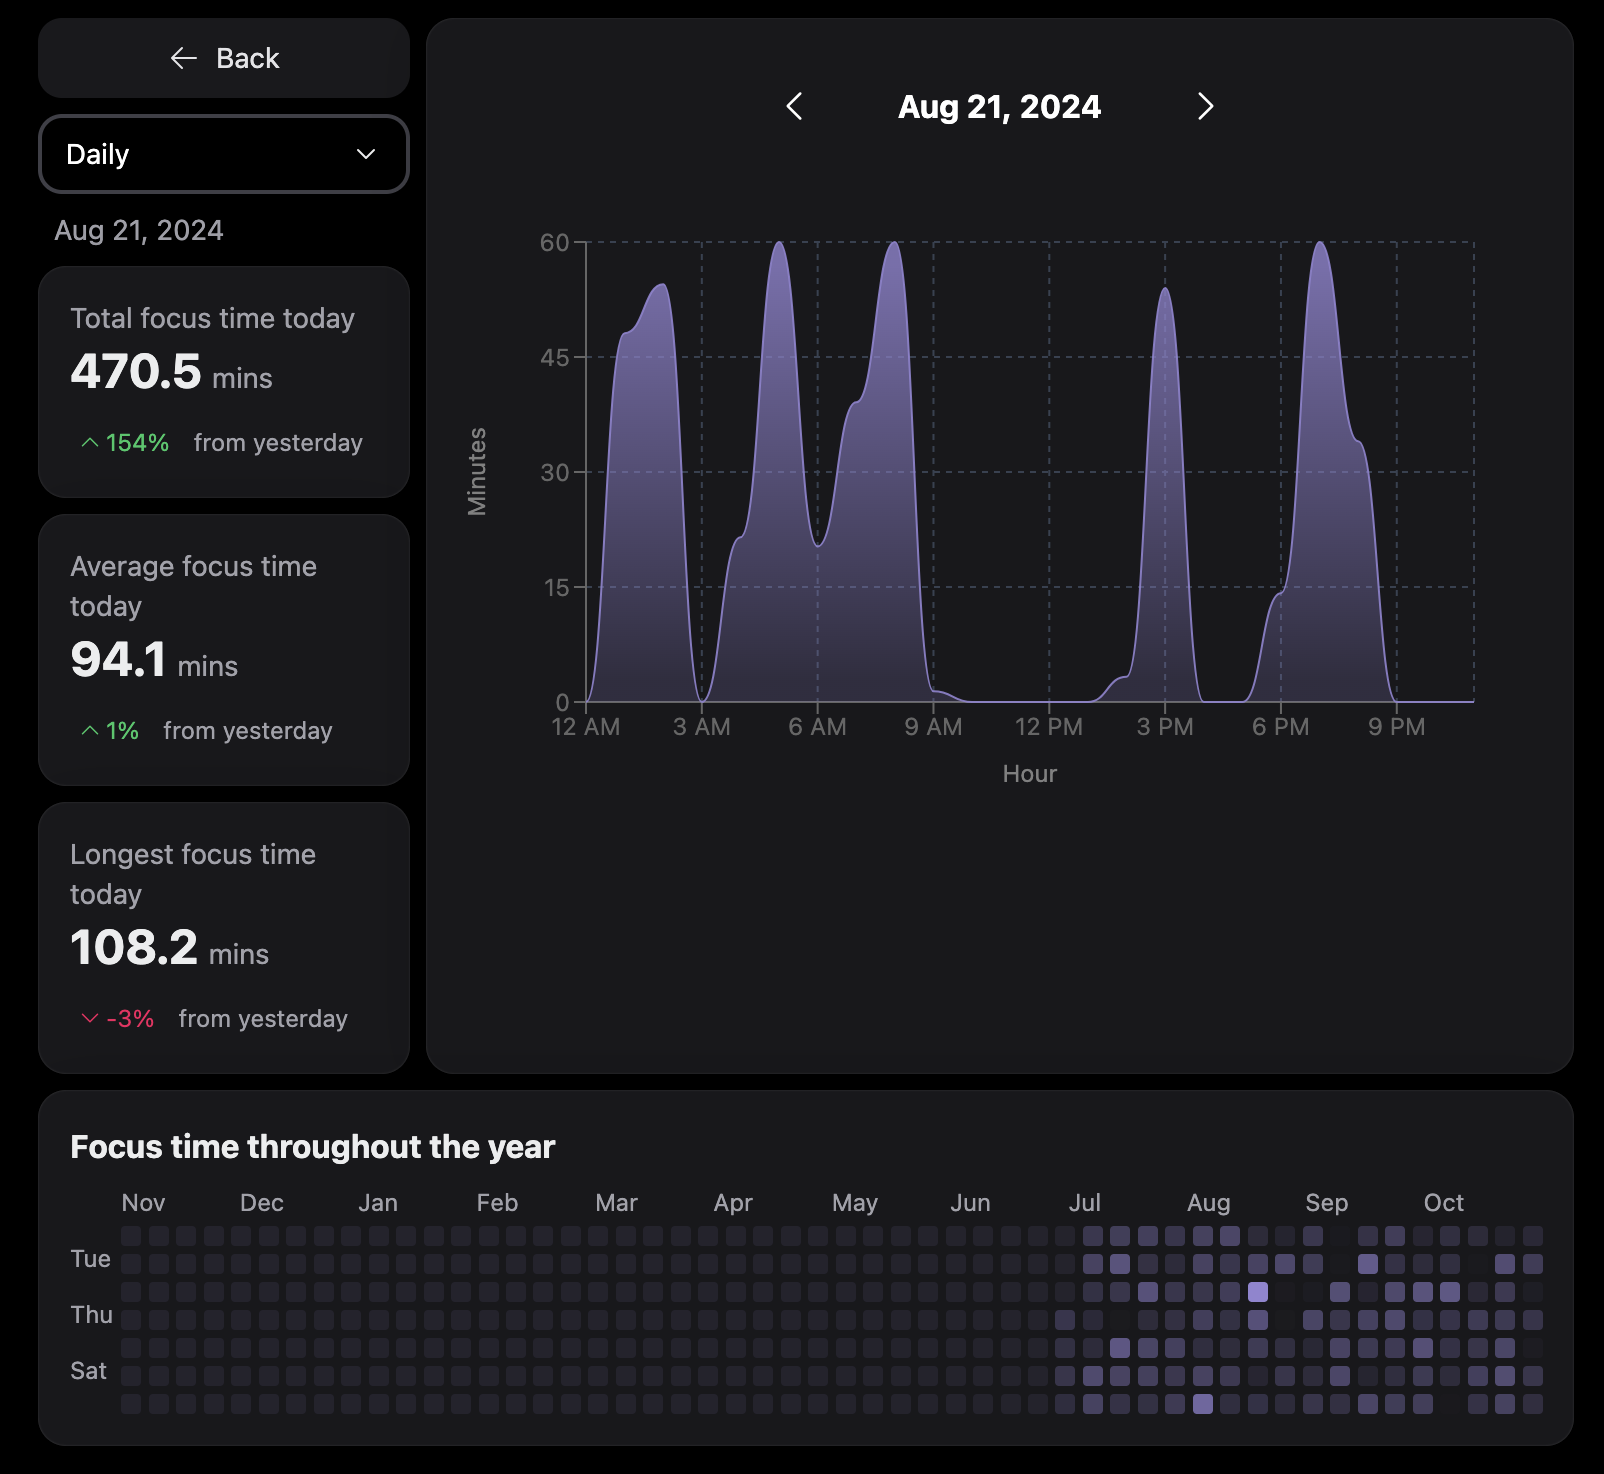 Back
Daily
Aug 21, 2024
Total focus time today
470.5 mins
154% from yesterday
Average focus time
today
94.1 mins
1% from yesterday
Longest focus time
today
108.2 mins
-3% from yesterday
Aug 21, 2024
60
45
30
15
0
Minutes
12 AM 3 AM 6 AM 9 AM 12 PM 3 PM 6 PM 9 PM
Hour
Focus time throughout the year
Nov Dec Jan Feb Mar Apr May Jun Jul Aug Sep Oct
Tue
Thu
Sat